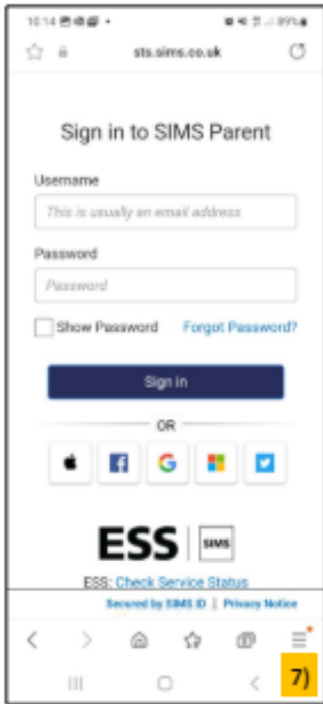 10:14
89%
sts.sims.co.uk
Sign in to SIMS Parent
Username
This is usually an email address
Password
Password
Show Password Forgot Password?
Sign in
OR
ESS SIMS
ESS: Check Service Status
Secured by SIMS ID | Privacy Notice
7)